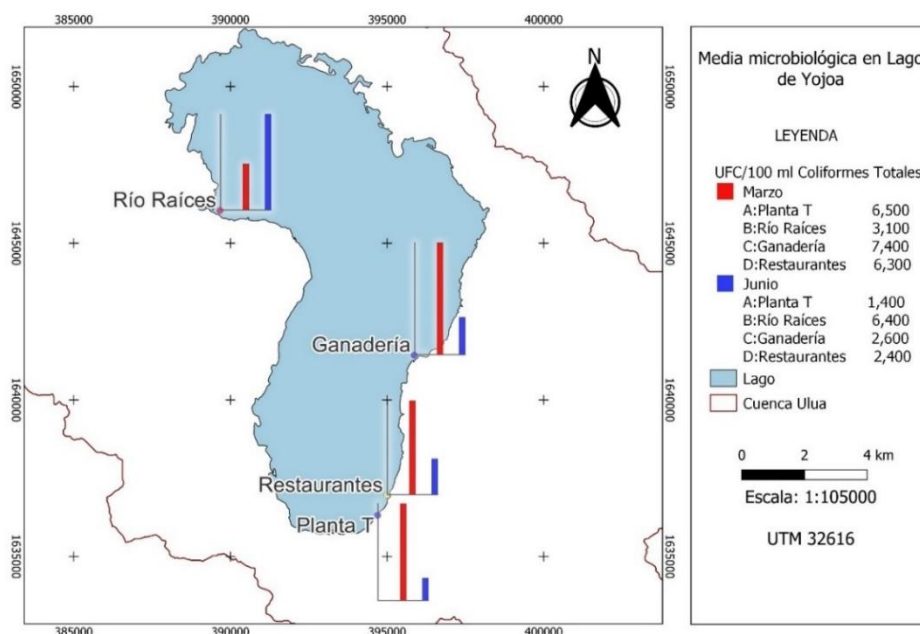 385000 390000 395000 400000
N
1650000 1650000
Río Raíces
1645000 1645000
Ganadería
1640000 1640000
Restaurantes
Planta T
1635000 1635000
385000 390000 395000 400000
Media microbiológica en Lago
de Yojoa
LEYENDA
UFC/100 ml Coliformes Totales
Marzo
A:Planta T 6,500
B:Río Raíces 3,100
C:Ganadería 7,400
D:Restaurantes 6,300
Junio
A:Planta T 1,400
B:Río Raíces 6,400
C:Ganadería 2,600
D:Restaurantes 2,400
Lago
Cuenca Ulua
0 2 4 km
Escala: 1:105000
UTM 32616